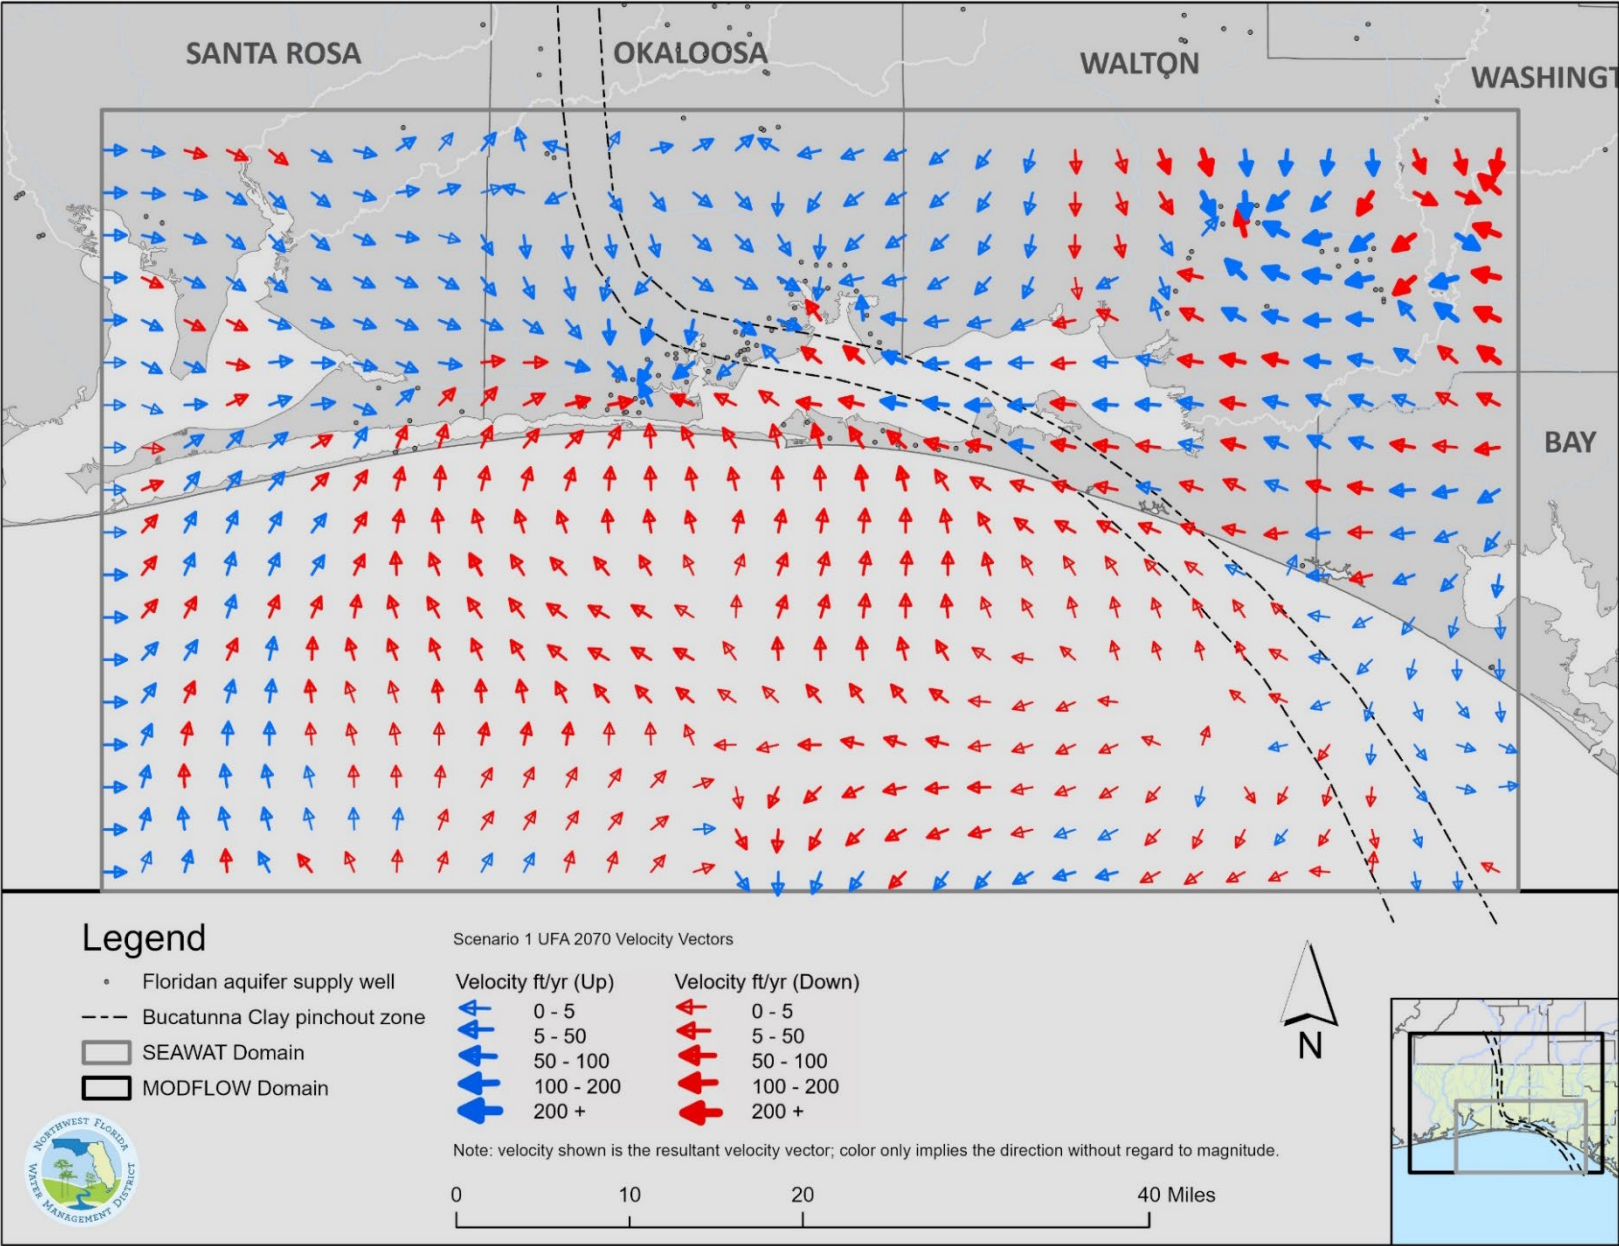 SANTA ROSA
OKALOOSA
WALTON
WASHINGT
BAY
Legend
Floridan aquifer supply well
Bucatunna Clay pinchout zone
SEAWAT Domain
MODFLOW Domain
Scenario 1 UFA 2070 Velocity Vectors
Velocity ft/yr (Up)
0 - 5
5 - 50
50 - 100
100 - 200
200 +
Velocity ft/yr (Down)
0 - 5
5 - 50
50 - 100
100 - 200
200 +
Note: velocity shown is the resultant velocity vector; color only implies the direction without regard to magnitude.
0 10 20 40 Miles
N
NORTHWEST FLORIDA
WATER MANAGEMENT DISTRICT